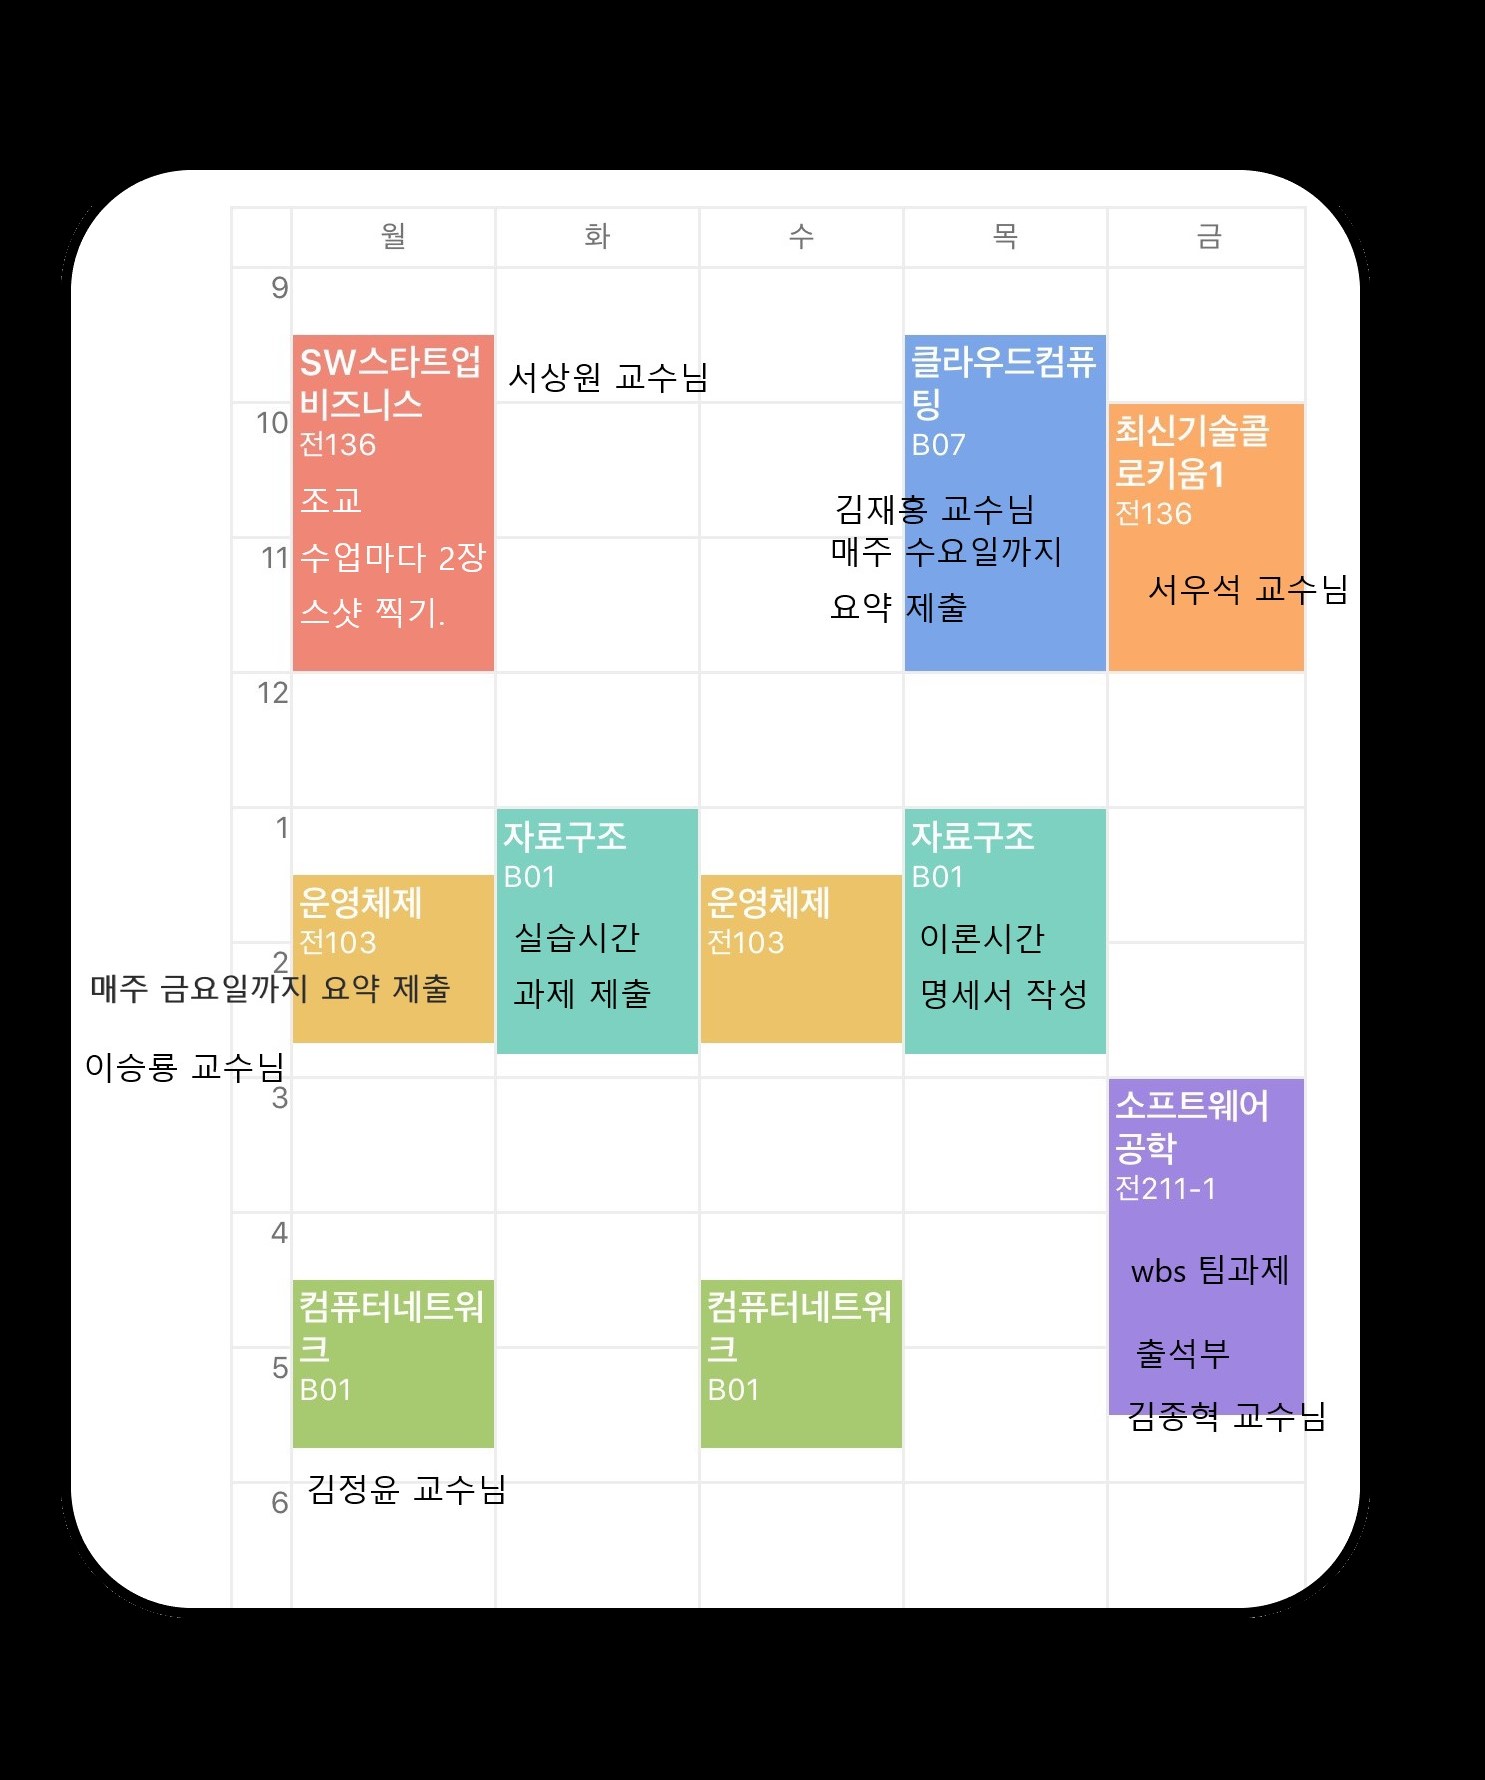 월 화 수 목 금
9
SW스타트업
비즈니스
전136
조교
수업마다 2장
스샷 찍기.
서상원 교수님
클라우드컴퓨
팅
B07
김재홍 교수님
매주 수요일까지
요약 제출
10
최신기술콜
로키움1
전136
서우석 교수님
11
12
1
자료구조
B01
실습시간
과제 제출
자료구조
B01
이론시간
명세서 작성
운영체제
전103
운영체제
전103
2
매주 금요일까지 요약 제출
이승룡 교수님
3
소프트웨어
공학
전211-1
wbs 팀과제
출석부
김종혁 교수님
4
컴퓨터네트워
크
B01
컴퓨터네트워
크
B01
5
김정윤 교수님
6